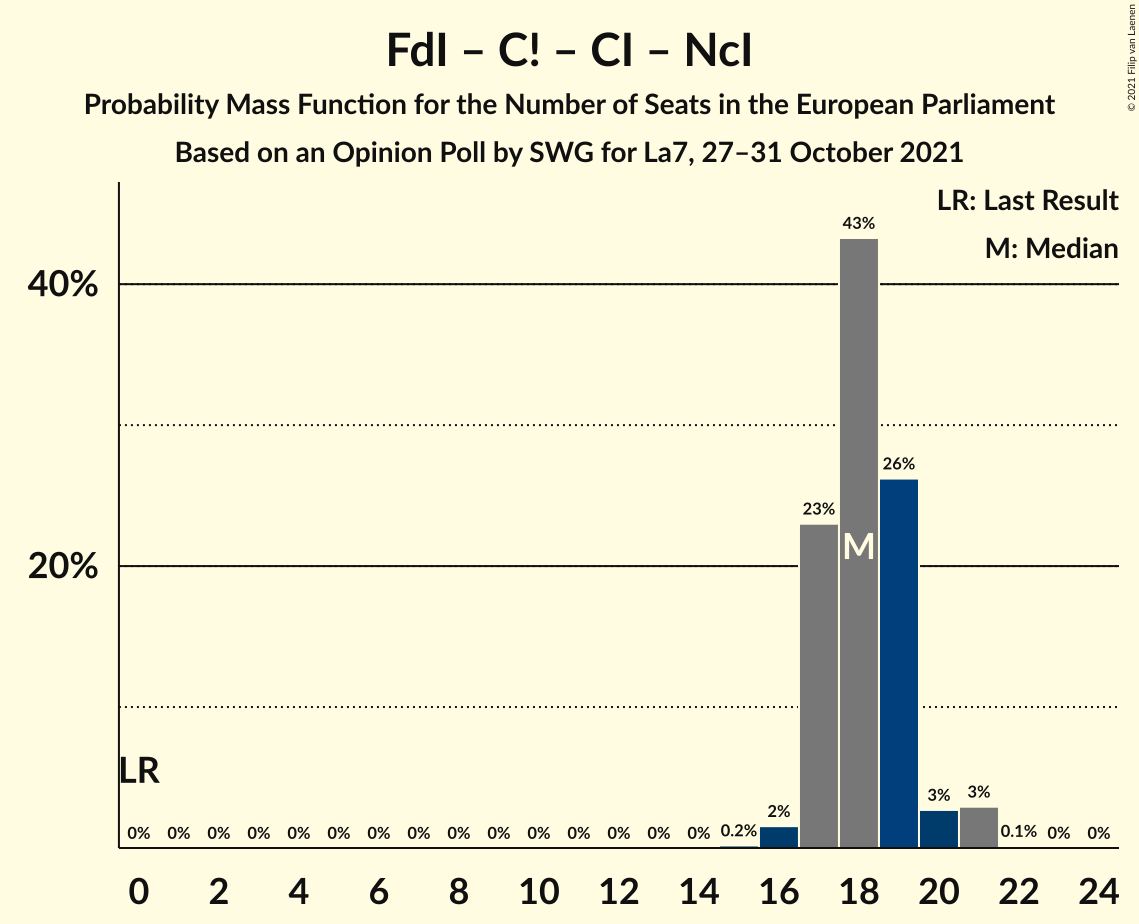 FdI – C! – CI – NcI
Probability Mass Function for the Number of Seats in the European Parliament
Based on an Opinion Poll by SWG for La7, 27–31 October 2021
© 2021 Filip van Laenen
LR: Last Result
M: Median
43%
40%
26%
23%
M
20%
LR
0% 0% 0% 0% 0% 0% 0% 0% 0% 0% 0% 0% 0% 0% 0% 0.2% 2% 3% 3% 0.1% 0% 0%
0 2 4 6 8 10 12 14 16 18 20 22 24